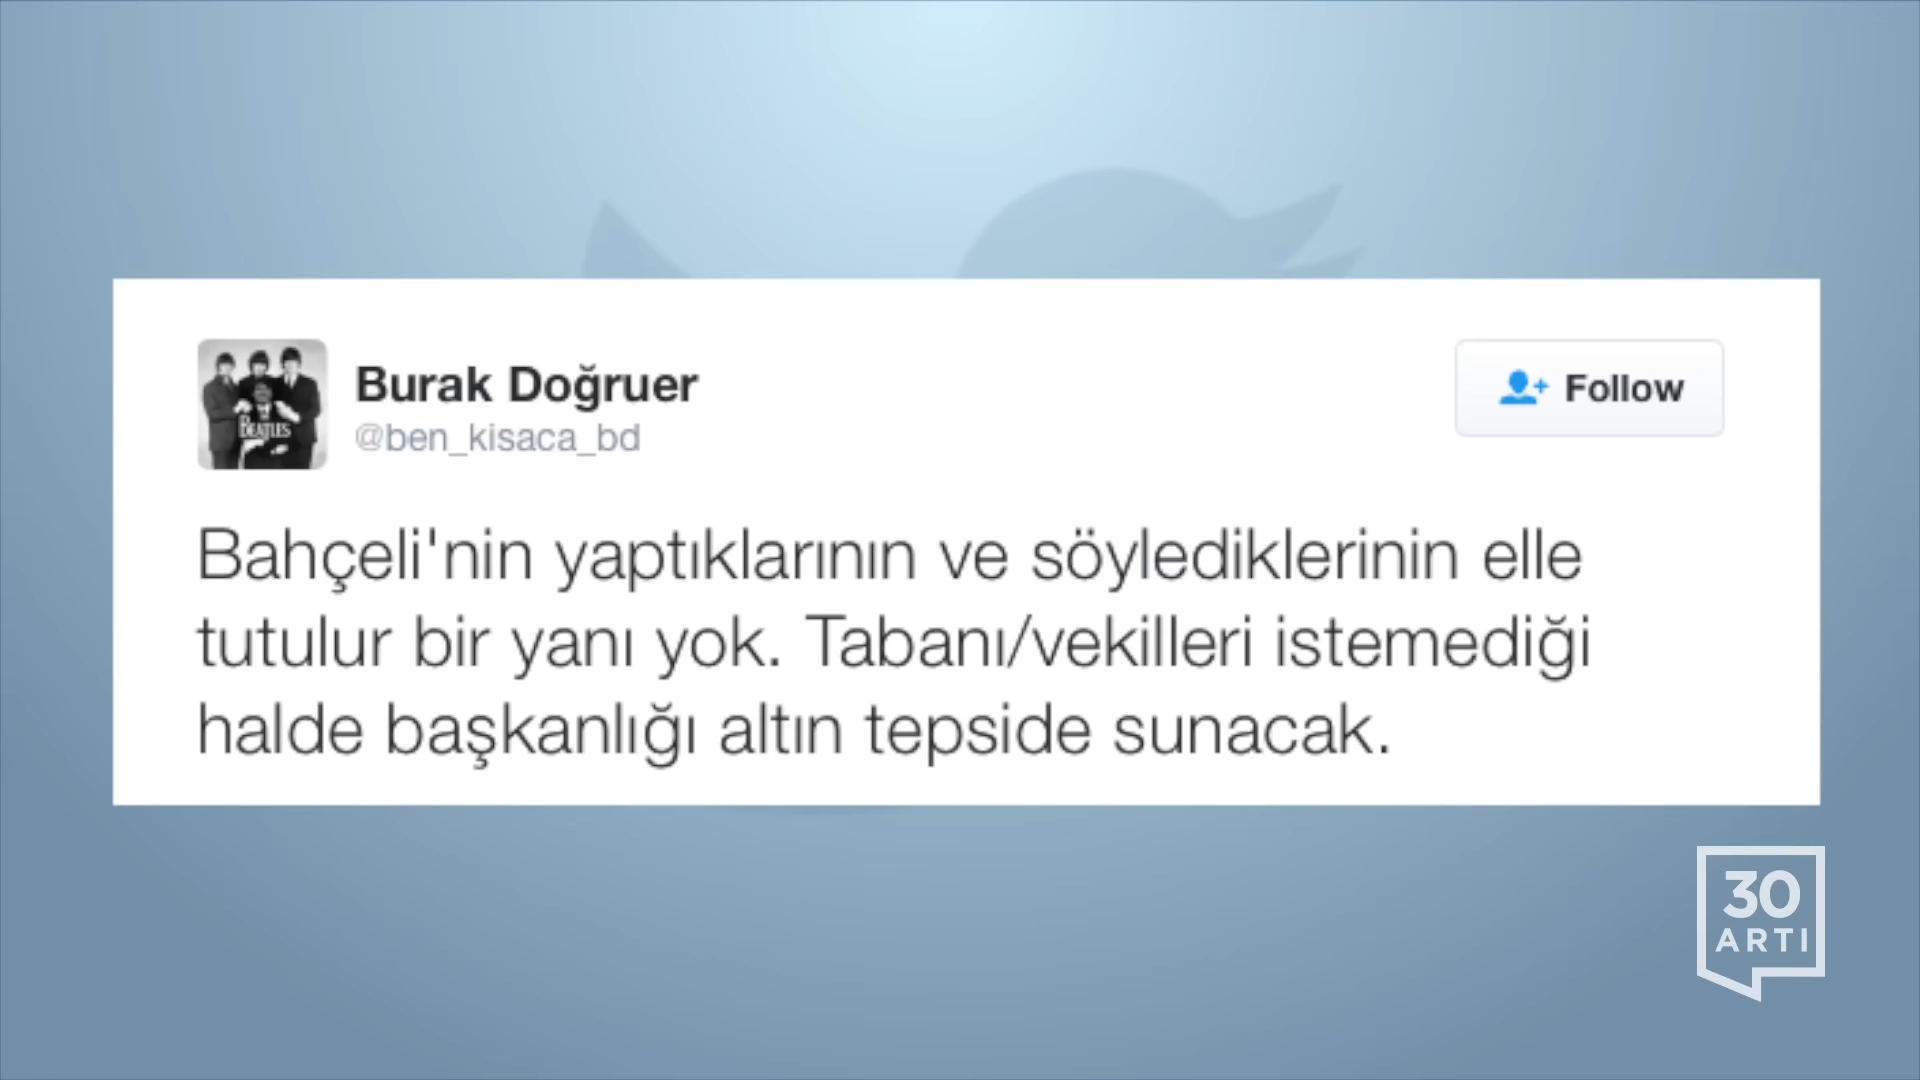 Burak Doğruer
@ben_kisaca_bd
Follow
BEATLES
Bahçeli'nin yaptıklarının ve söylediklerinin elle
tutulur bir yanı yok. Tabanı/vekilleri istemediği
halde başkanlığı altın tepside sunacak.
30
ARTI